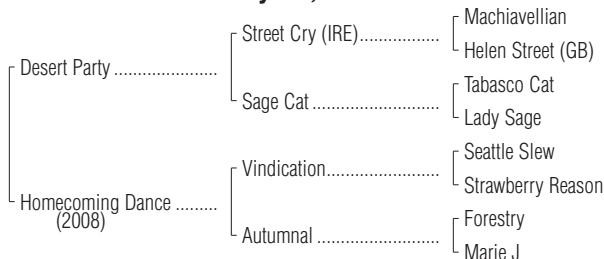 Machiavellian
Street Cry (IRE)..................
Helen Street (GB)
Desert Party .......................
Tabasco Cat
Sage Cat ............................
Lady Sage
Seattle Slew
Vindication.........................
Strawberry Reason
Homecoming Dance .........
(2008)
Forestry
Autumnal ...........................
Marie J